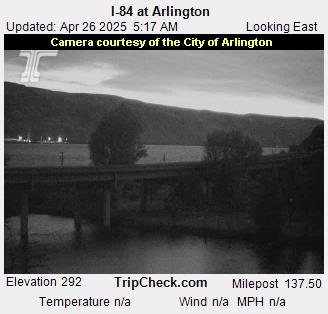 I-84 at Arlington
Updated: Apr 26 2025 5:17 AM Looking East
Camera courtesy of the City of Arlington
Elevation 292 TripCheck.com Milepost 137.50
Temperature n/a Wind n/a MPH n/a